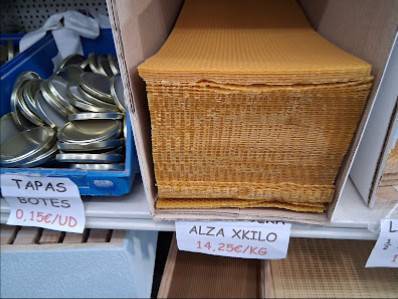 TAPAS
BOTES
0,15€/UD
ALZA XKILO
14,25€/KG